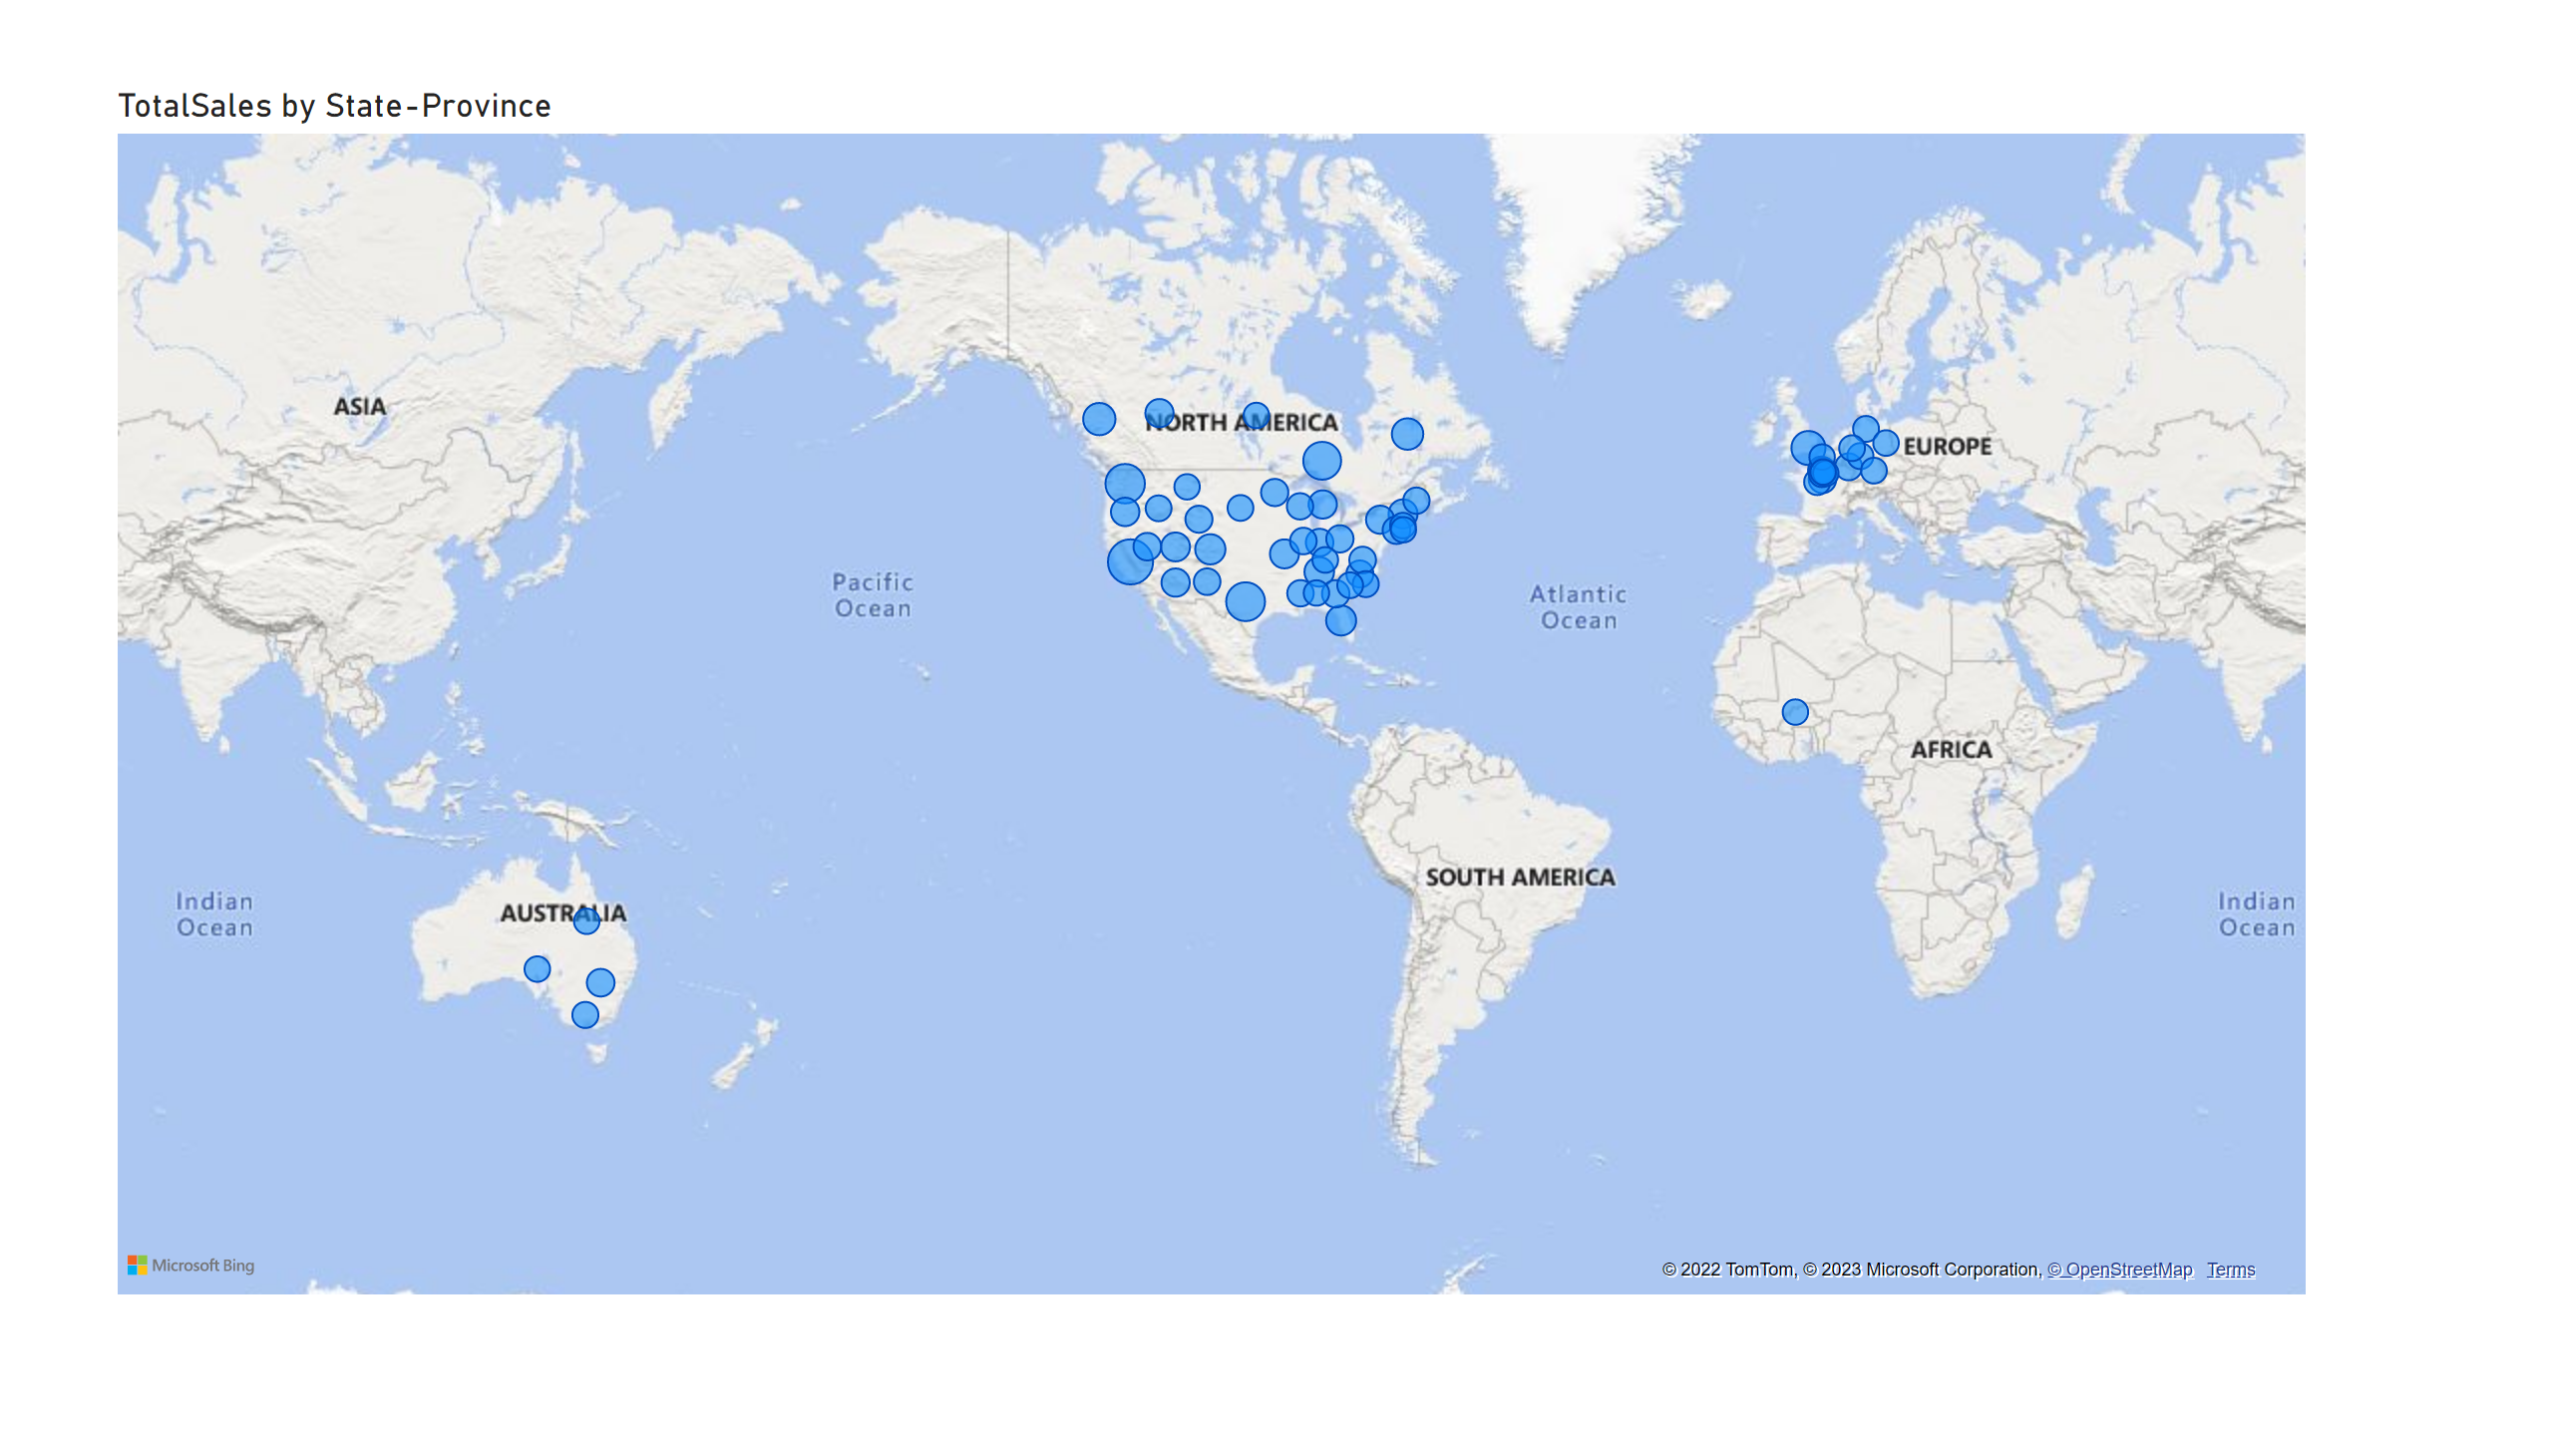 TotalSales by State-Province
ASIA
NORTH AMERICA
EUROPE
Pacific
Ocean
Atlantic
Ocean
AFRICA
SOUTH AMERICA
Indian
Ocean
AUSTRALIA
Indian
Ocean
Microsoft Bing
© 2022 TomTom, © 2023 Microsoft Corporation, © OpenStreetMap Terms